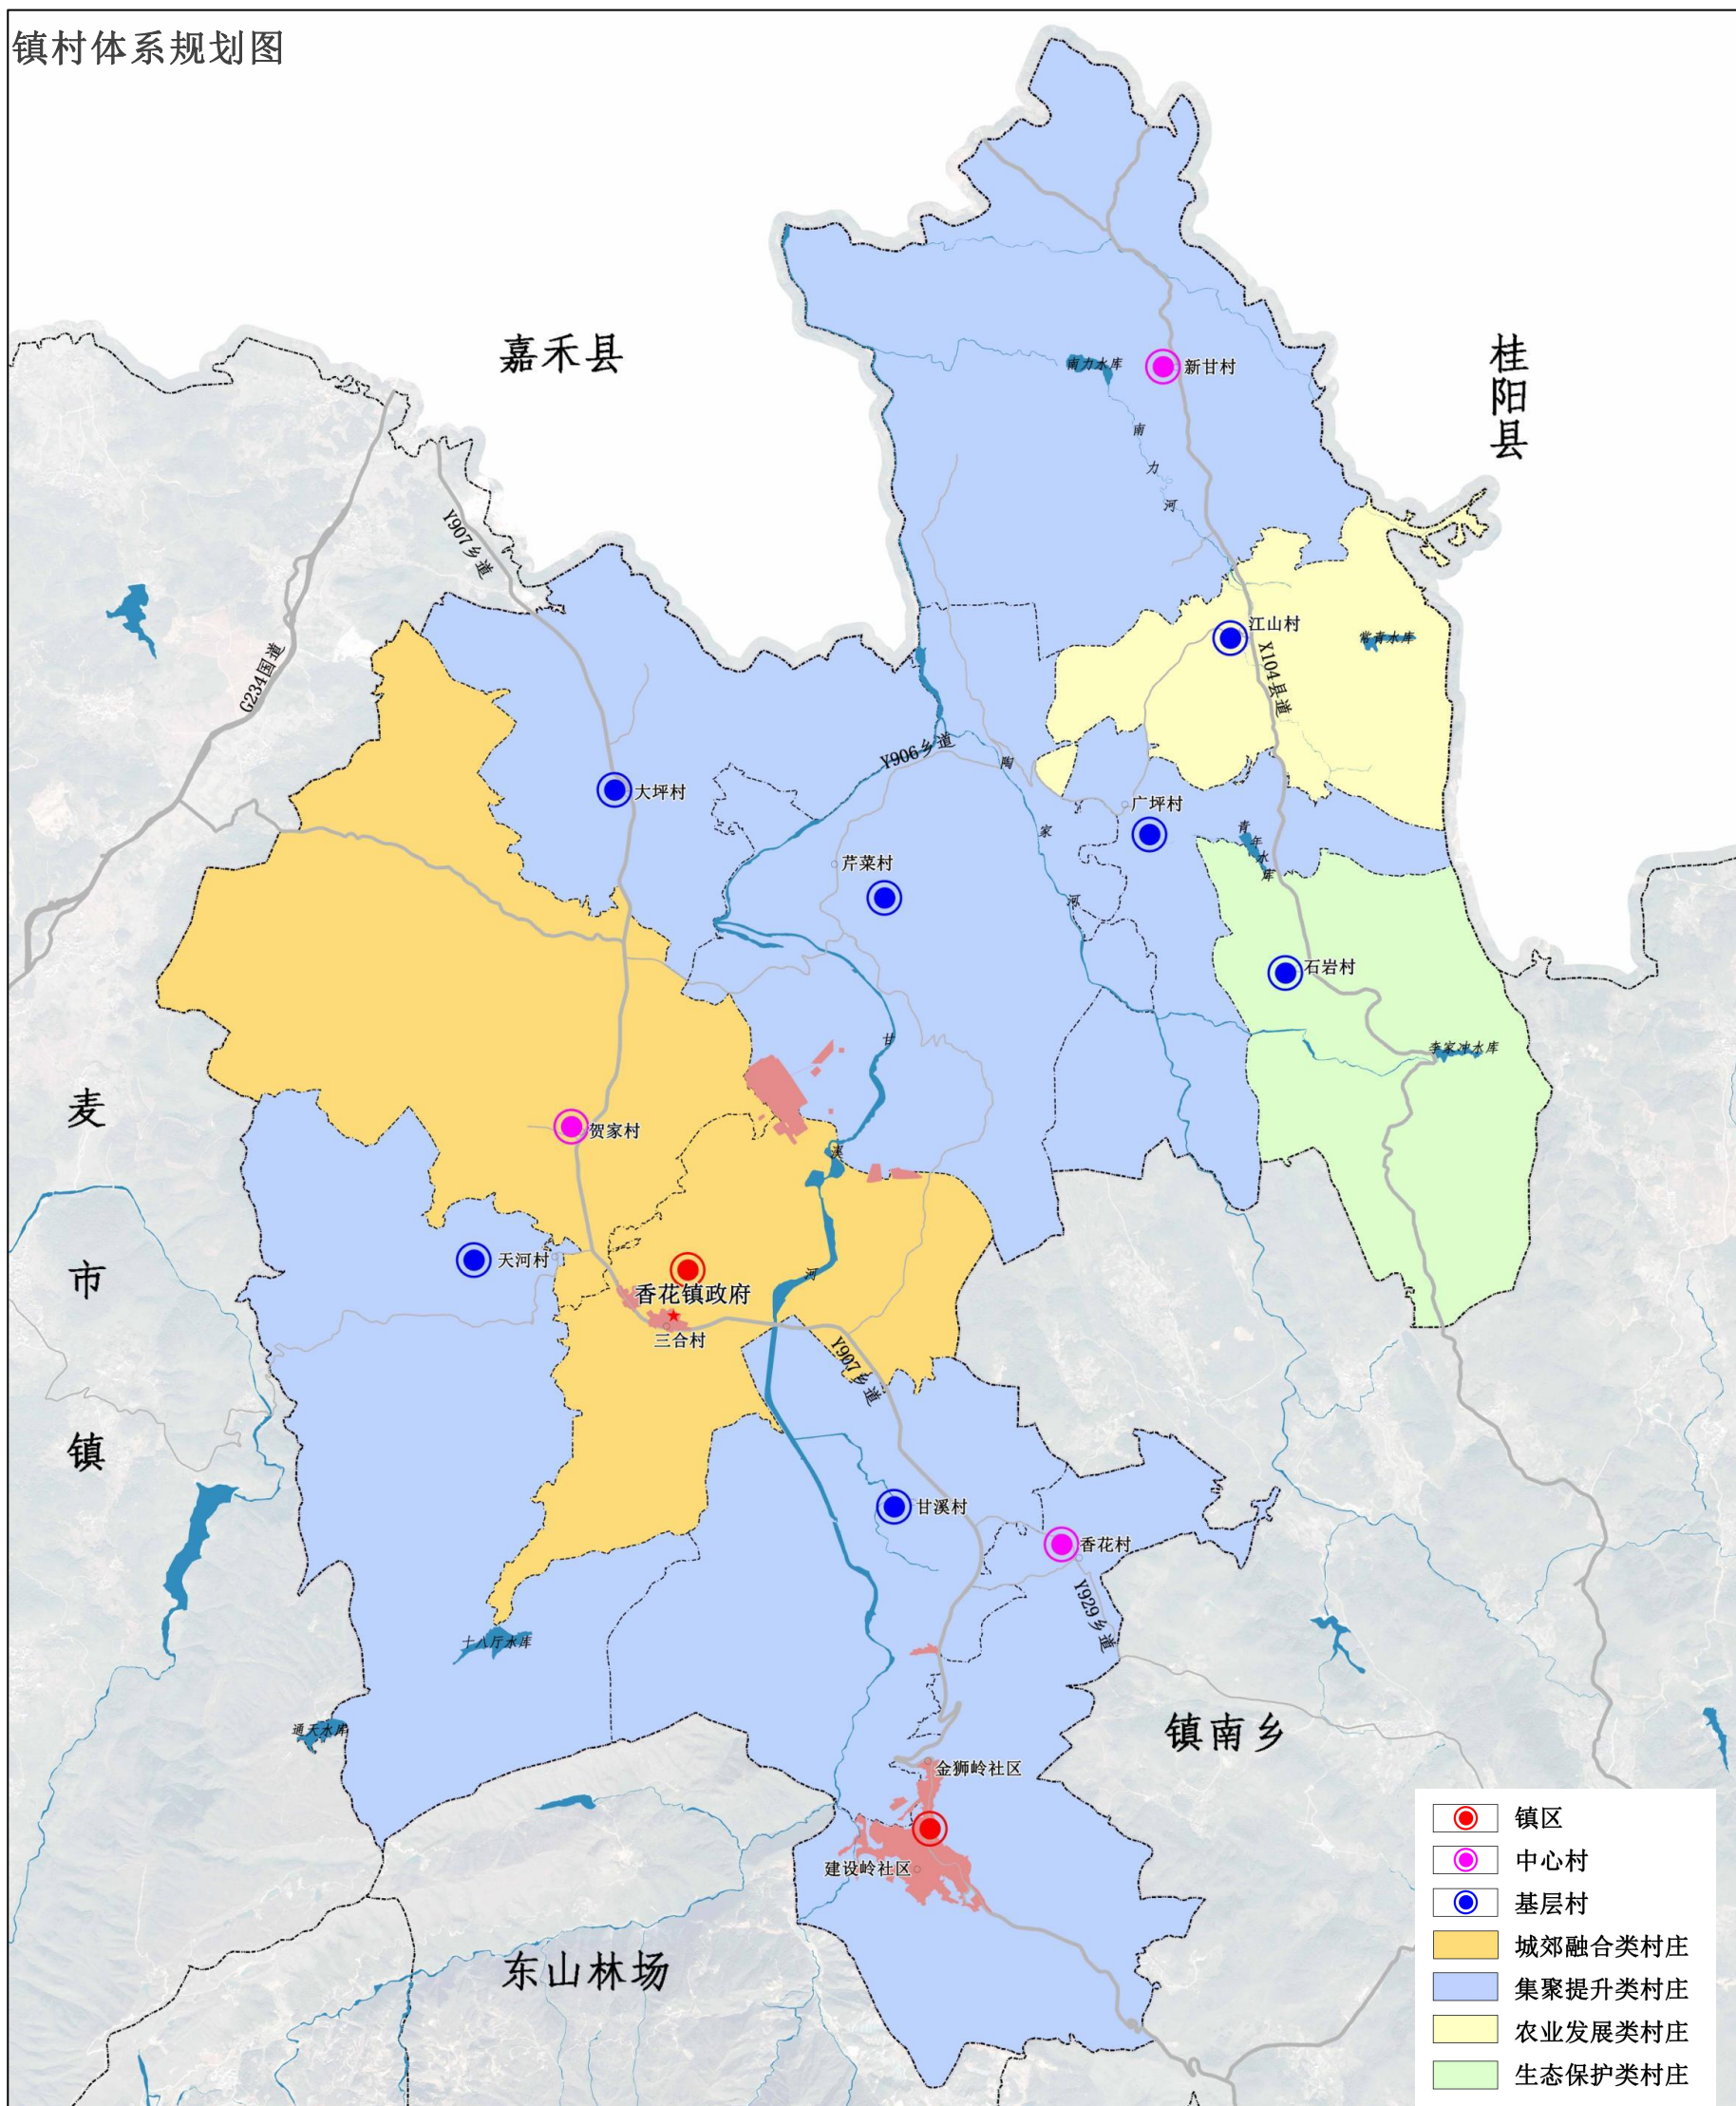 镇村体系规划图
嘉禾县
桂阳县
南力水库
新甘村
南力河
Y907乡道
G234国道
江山村
常青水库
X104县道
Y906乡道
陶家河
大坪村
广坪村
青年水库
芹菜村
石岩村
甘溪河
李家冲水库
麦市镇
贺家村
天河村
香花镇政府
三合村
Y907乡道
甘溪村
香花村
Y929乡道
十八厅水库
通天水库
镇南乡
金狮岭社区
建设岭社区
东山林场
镇区
中心村
基层村
城郊融合类村庄
集聚提升类村庄
农业发展类村庄
生态保护类村庄